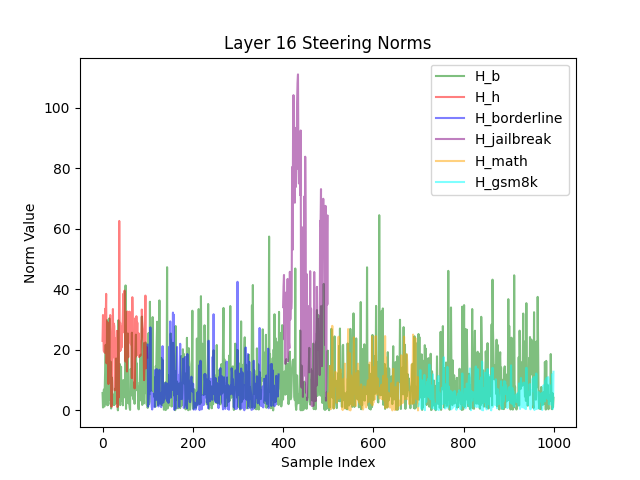 Layer 16 Steering Norms
H_b
H_h
H_borderline
H_jailbreak
H_math
H_gsm8k
Norm Value
100
80
60
40
20
0
0 200 400 600 800 1000
Sample Index